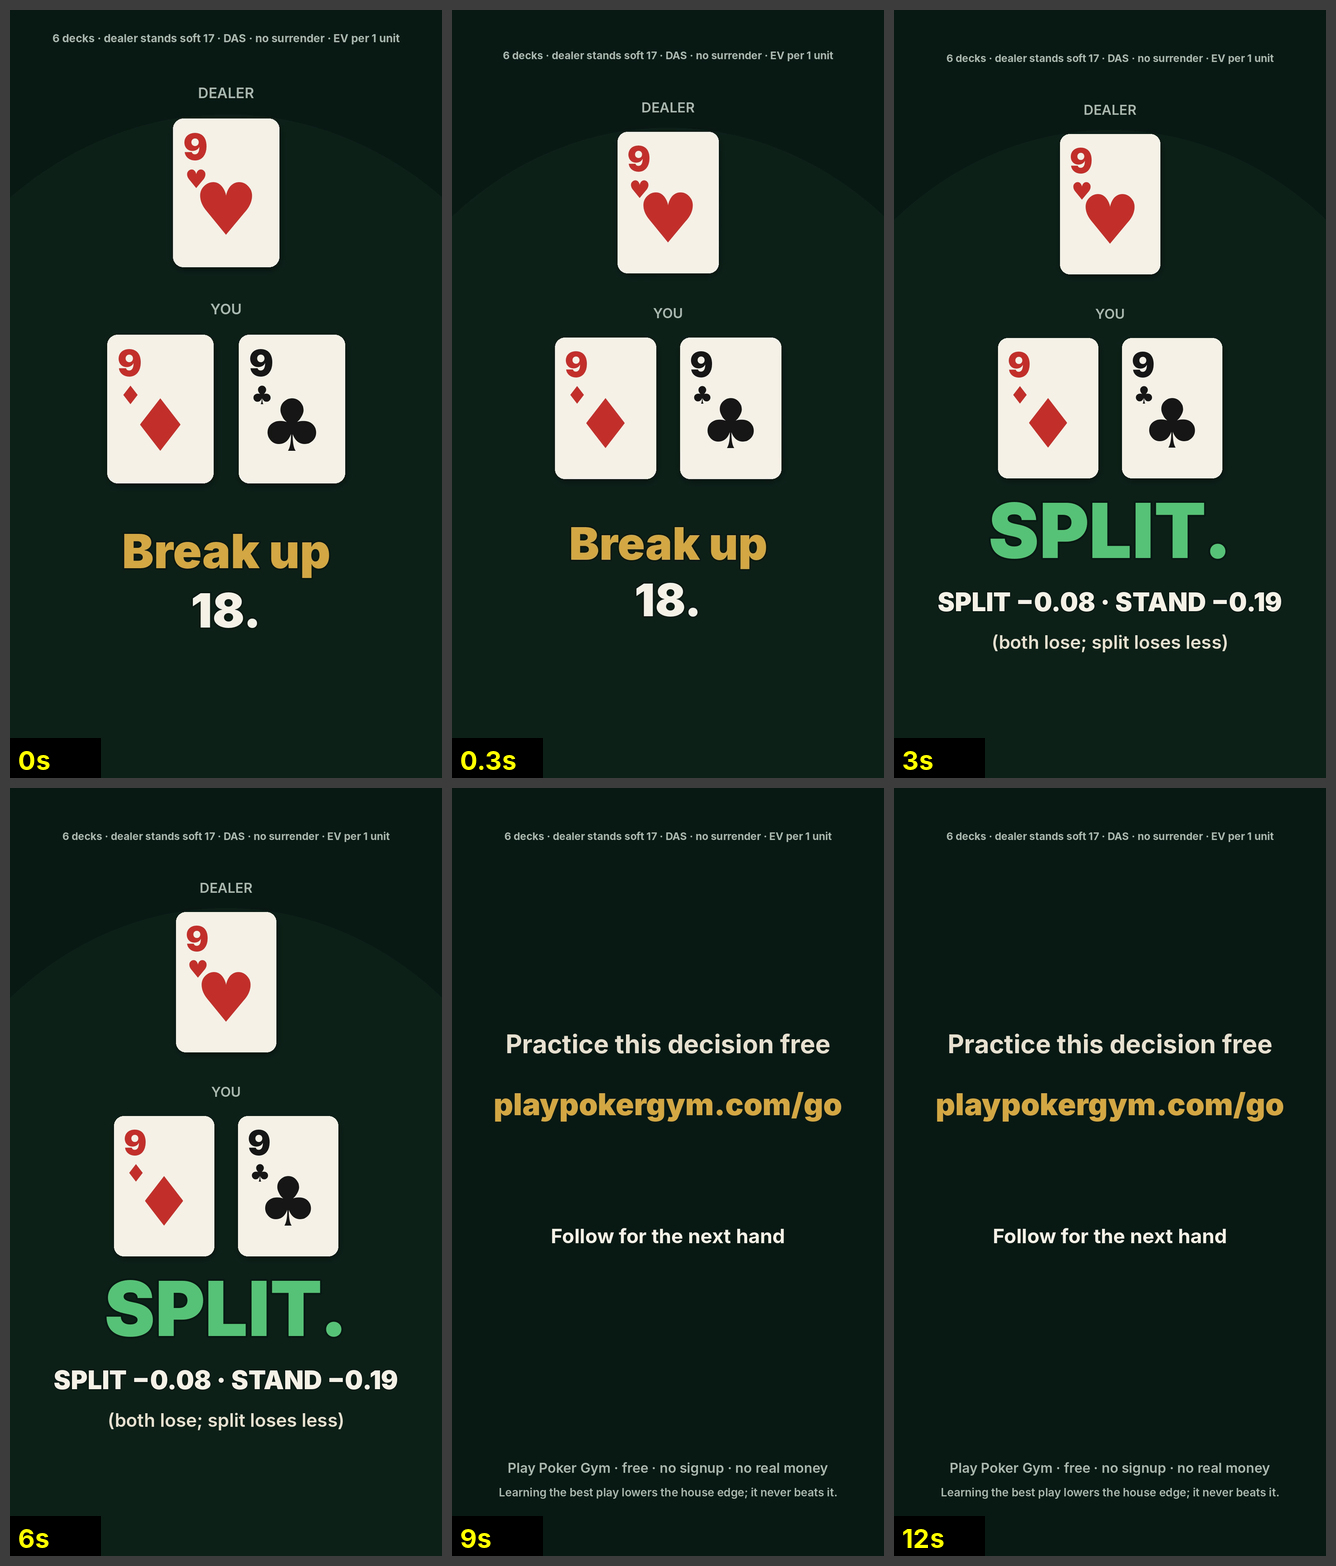 6 decks · dealer stands soft 17 · DAS · no surrender · EV per 1 unit
DEALER
9
YOU
9
9
Break up
18.
0s
6 decks · dealer stands soft 17 · DAS · no surrender · EV per 1 unit
DEALER
9
YOU
9
9
Break up
18.
0.3s
6 decks · dealer stands soft 17 · DAS · no surrender · EV per 1 unit
DEALER
9
YOU
9
9
SPLIT.
SPLIT −0.08 · STAND −0.19
(both lose; split loses less)
3s
6 decks · dealer stands soft 17 · DAS · no surrender · EV per 1 unit
DEALER
9
YOU
9
9
SPLIT.
SPLIT −0.08 · STAND −0.19
(both lose; split loses less)
6s
6 decks · dealer stands soft 17 · DAS · no surrender · EV per 1 unit
Practice this decision free
playpokergym.com/go
Follow for the next hand
Play Poker Gym · free · no signup · no real money
Learning the best play lowers the house edge; it never beats it.
9s
6 decks · dealer stands soft 17 · DAS · no surrender · EV per 1 unit
Practice this decision free
playpokergym.com/go
Follow for the next hand
Play Poker Gym · free · no signup · no real money
Learning the best play lowers the house edge; it never beats it.
12s